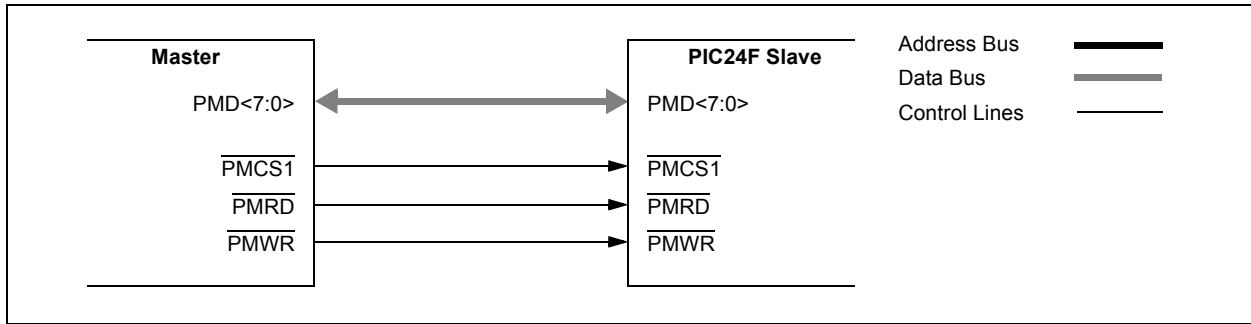 Master
PMD<7:0>
PMCS1
PMRD
PMWR
PIC24F Slave
PMD<7:0>
PMCS1
PMRD
PMWR
Address Bus
Data Bus
Control Lines